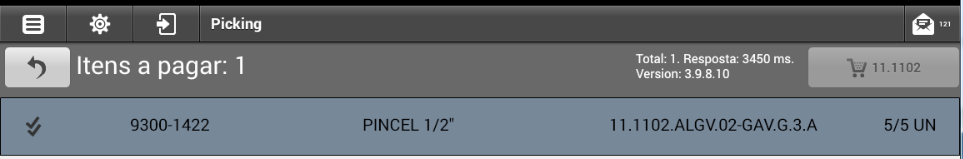 Picking
121
Itens a pagar: 1
Total: 1. Resposta: 3450 ms.
Version: 3.9.8.10
11.1102
9300-1422 PINCEL 1/2" 11.1102.ALGV.02-GAV.G.3.A 5/5 UN